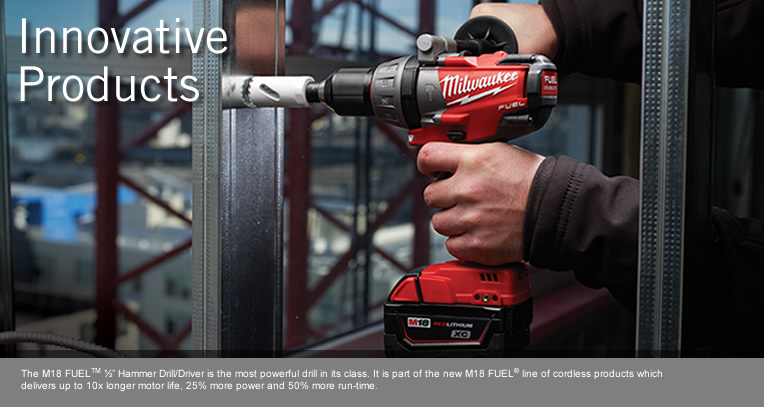 Innovative
Products
Milwaukee
FUEL
FUEL
M18
REDLITHIUM
XC
The M18 FUEL™ ½" Hammer Drill/Driver is the most powerful drill in its class. It is part of the new M18 FUEL® line of cordless products which
delivers up to 10x longer motor life, 25% more power and 50% more run-time.